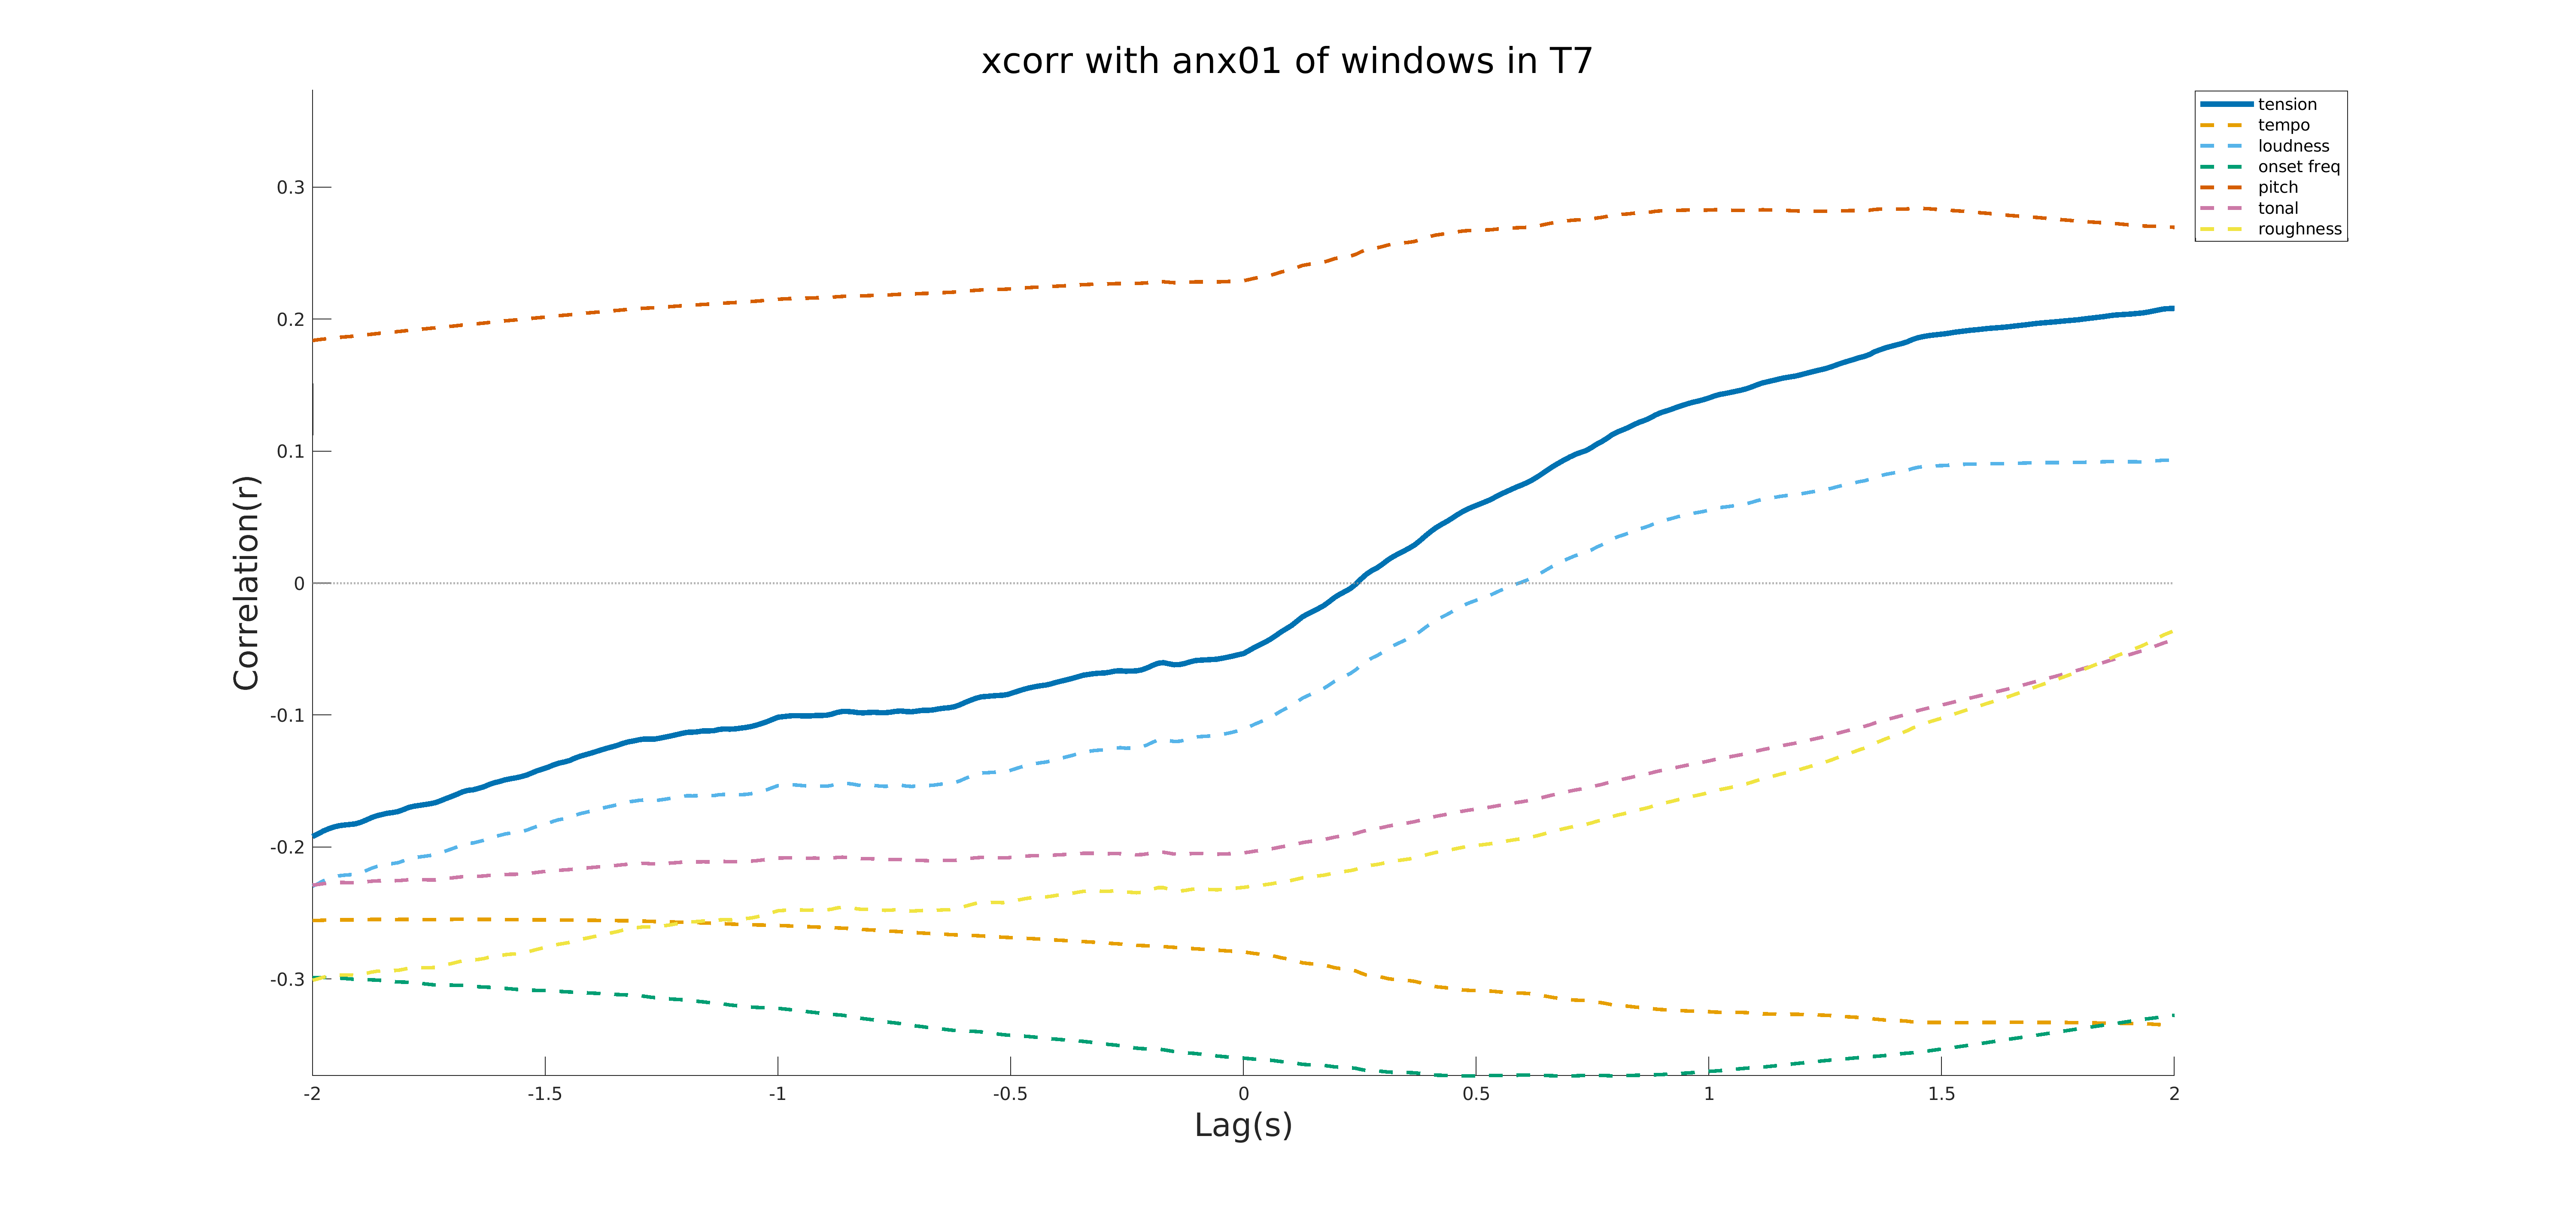 xcorr with anx01 of windows in T7
tension
tempo
loudness
onset freq
pitch
tonal
roughness
0.3
0.2
0.1
0
-0.1
-0.2
-0.3
Correlation(r)
-2
-1.5
-1
-0.5
0
0.5
1
1.5
2
Lag(s)